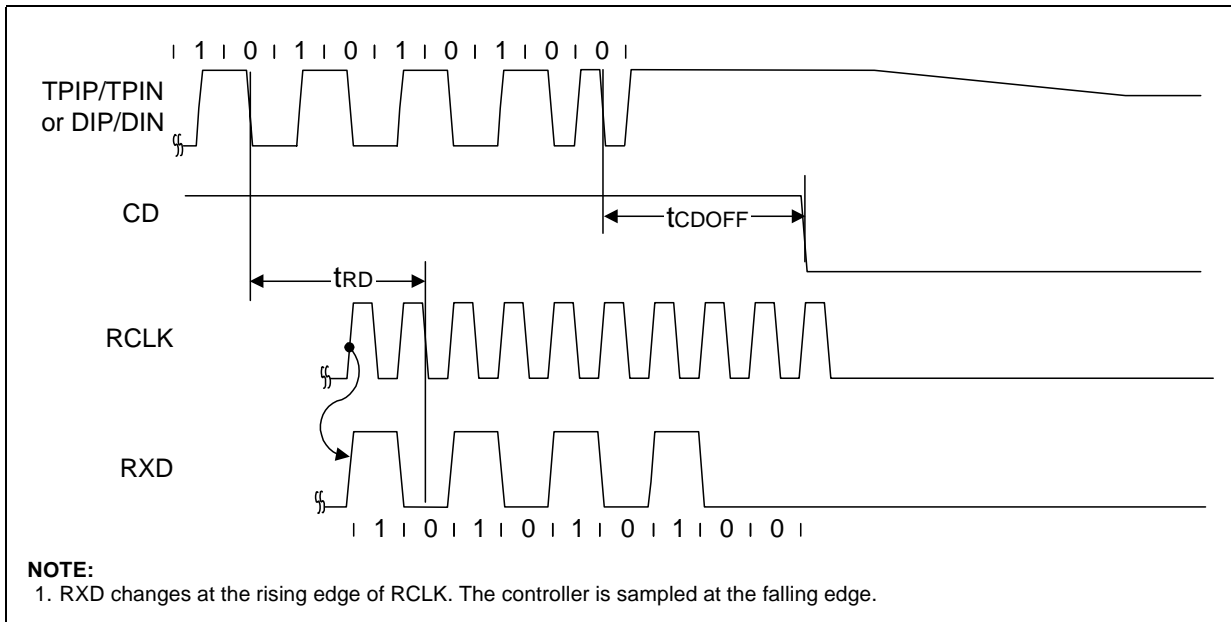 1 0 1 0 1 0 1 0 0
TPIP/TPIN
or DIP/DIN
CD
tCDOFF
tRD
RCLK
RXD
1 0 1 0 1 0 1 0 0
NOTE:
1. RXD changes at the rising edge of RCLK. The controller is sampled at the falling edge.